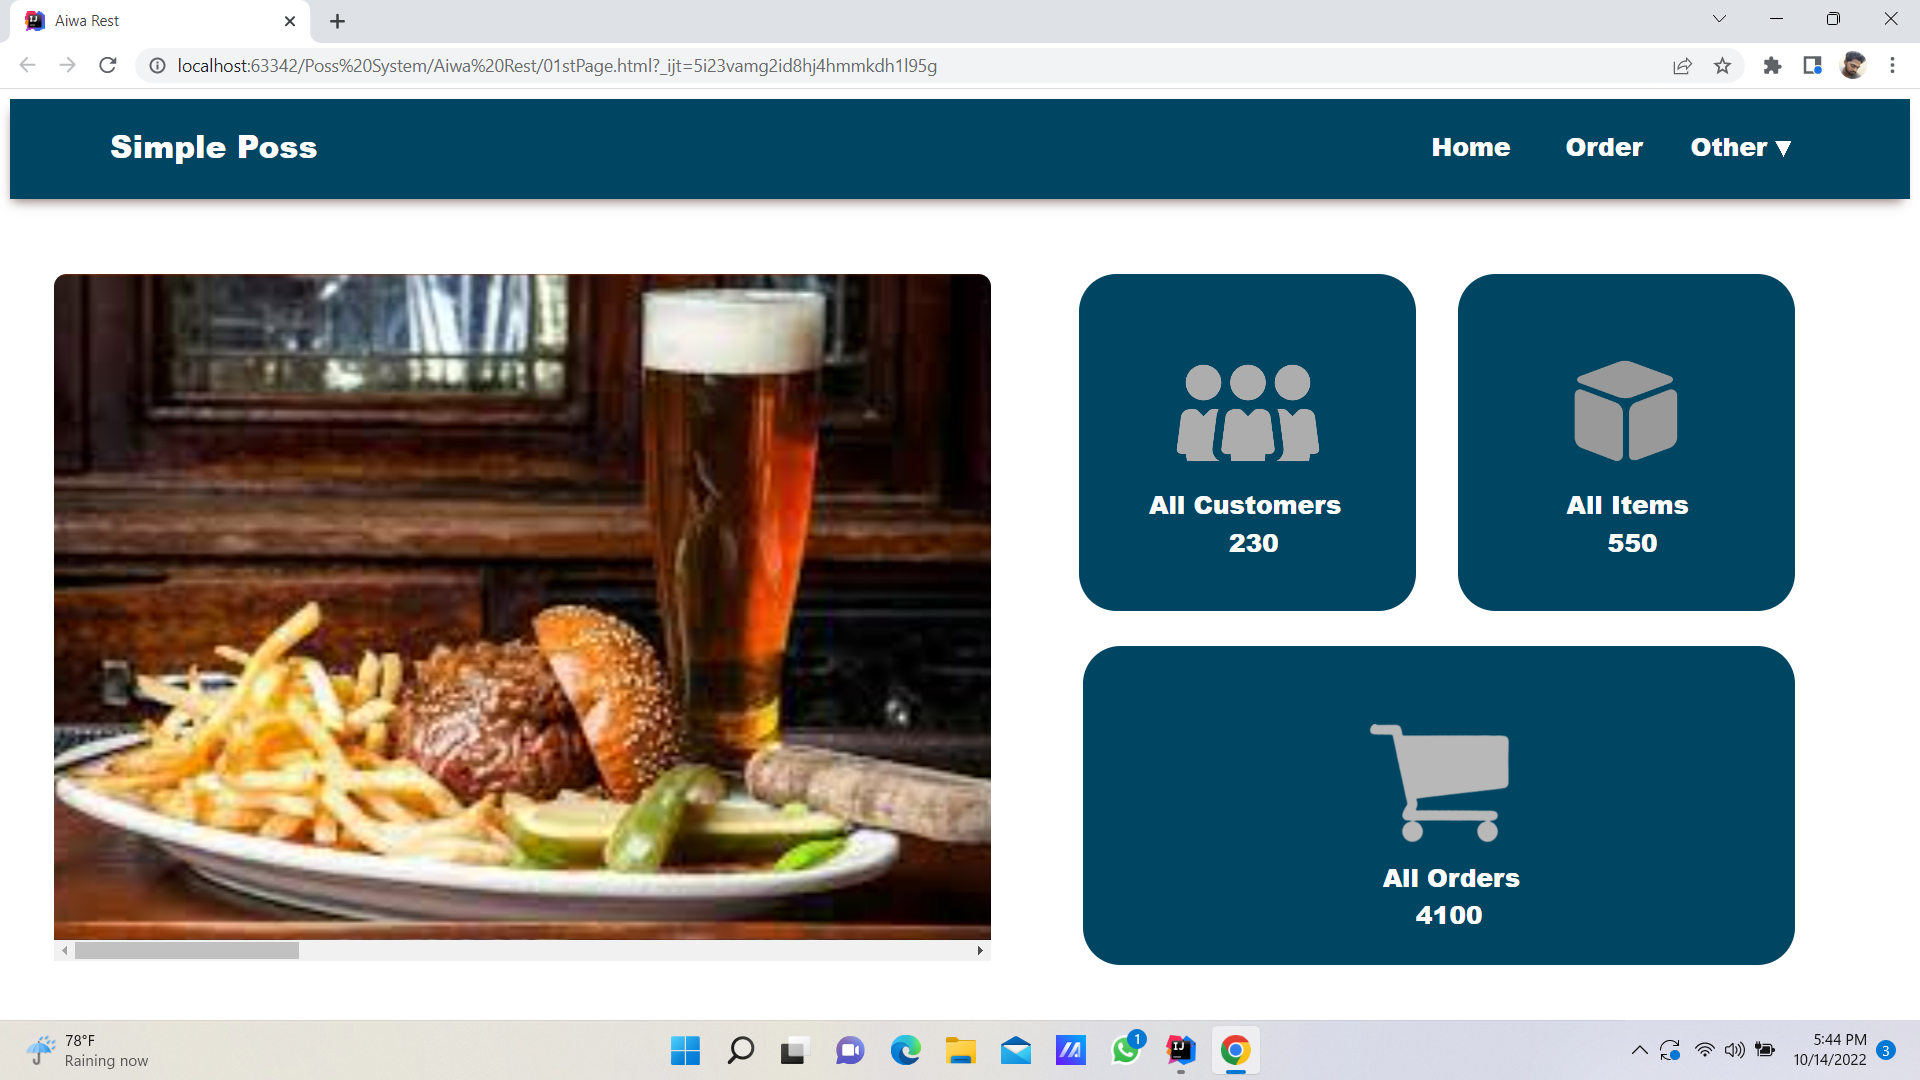 Aiwa Rest
localhost:63342/Poss%20System/Aiwa%20Rest/01stPage.html?_ijt=5i23vamg2id8hj4hmmkdh1l95g
Simple Poss
Home Order Other ▼
All Customers
230
All Items
550
All Orders
4100
78°F
Raining now
1
IJ
5:44 PM
10/14/2022
3